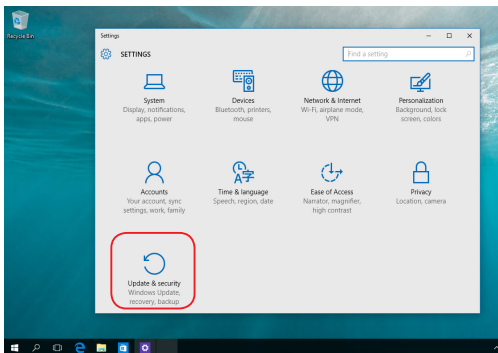 Recycle Bin
Settings
SETTINGS
Find a setting
System
Display, notifications,
apps, power
Devices
Bluetooth, printers,
mouse
Network & Internet
Wi-Fi, airplane mode,
VPN
Personalization
Background, lock
screen, colors
Accounts
Your account, sync
settings, work, family
Time & language
Speech, region, date
Ease of Access
Narrator, magnifier,
high contrast
Privacy
Location, camera
Update & security
Windows Update,
recovery, backup